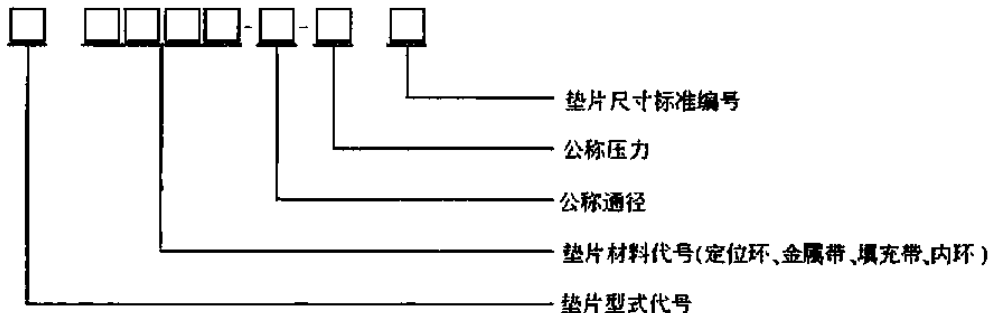 垫片尺寸标准编号
公称压力
公称通径
垫片材料代号(定位环、金属带、填充带、内环)
垫片型式代号